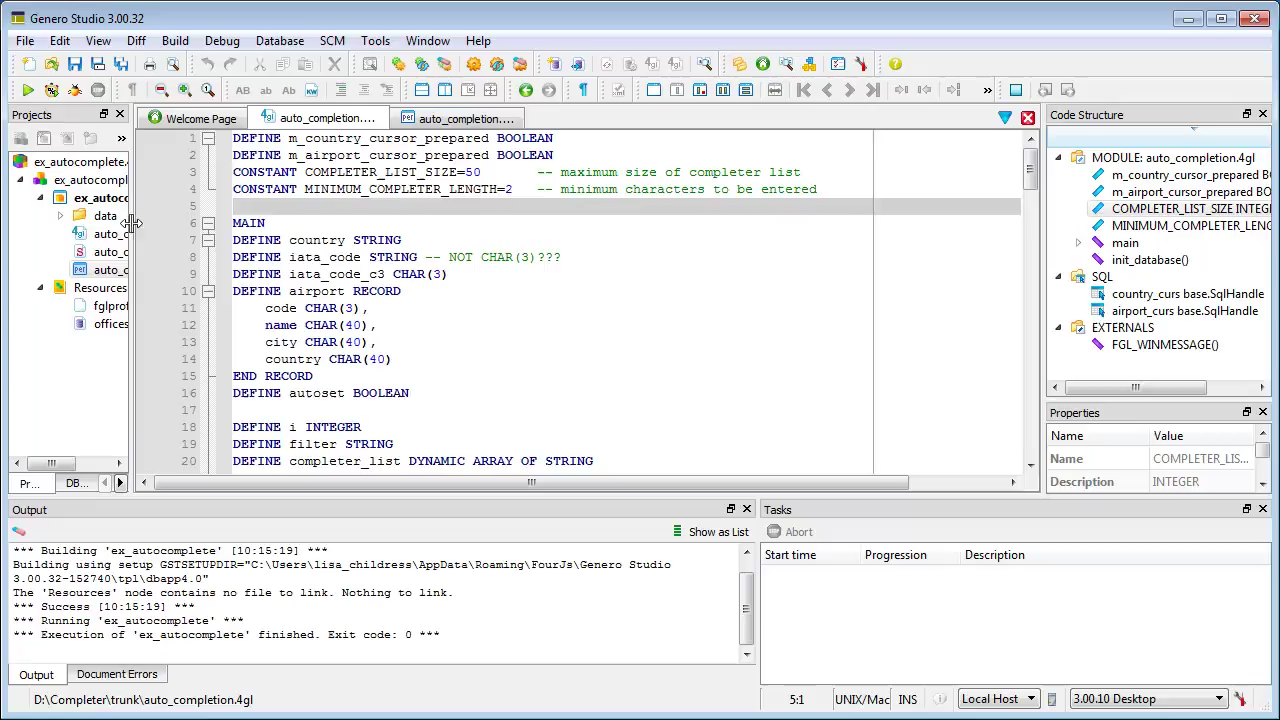 Genero Studio 3.00.32
File Edit View Diff Build Debug Database SCM Tools Window Help
Projects
ex_autocomplete.
ex_autocompl
ex_autoco
data
auto_c
auto_c
auto_c
Resources
fglprof
offices
Pr... DB...
Welcome Page auto_completion.... auto_completion....
1 DEFINE m_country_cursor_prepared BOOLEAN
2 DEFINE m_airport_cursor_prepared BOOLEAN
3 CONSTANT COMPLETER_LIST_SIZE=50 -- maximum size of completer list
4 CONSTANT MINIMUM_COMPLETER_LENGTH=2 -- minimum characters to be entered
5
6 MAIN
7 DEFINE country STRING
8 DEFINE iata_code STRING -- NOT CHAR(3)???
9 DEFINE iata_code_c3 CHAR(3)
10 DEFINE airport RECORD
11 code CHAR(3),
12 name CHAR(40),
13 city CHAR(40),
14 country CHAR(40)
15 END RECORD
16 DEFINE autoset BOOLEAN
17
18 DEFINE i INTEGER
19 DEFINE filter STRING
20 DEFINE completer_list DYNAMIC ARRAY OF STRING
Code Structure
MODULE: auto_completion.4gl
m_country_cursor_prepared BO
m_airport_cursor_prepared BO
COMPLETER_LIST_SIZE INTEG
MINIMUM_COMPLETER_LENG
main
init_database()
SQL
country_curs base.SqlHandle
airport_curs base.SqlHandle
EXTERNALS
FGL_WINMESSAGE()
Properties
Name Value
Name COMPLETER_LIS...
Description INTEGER
Output
Show as List
*** Building 'ex_autocomplete' [10:15:19] ***
Building using setup GSTSETUPDIR="C:\Users\lisa_childress\AppData\Roaming\FourJs\Genero Studio
3.00.32-152740\tpl\dbapp4.0"
The 'Resources' node contains no file to link. Nothing to link.
*** Success [10:15:19] ***
*** Running 'ex_autocomplete' ***
*** Execution of 'ex_autocomplete' finished. Exit code: 0 ***
Output Document Errors
Tasks
Abort
Start time Progression Description
D:\Completer\trunk\auto_completion.4gl 5:1 UNIX/Mac INS Local Host 3.00.10 Desktop